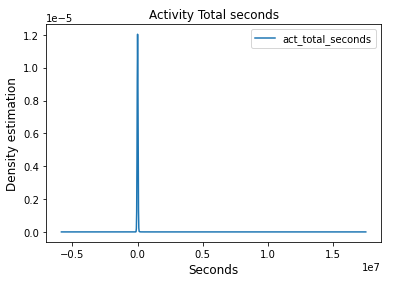 Activity Total seconds
1e−5
act_total_seconds
1.2
1.0
0.8
0.6
0.4
0.2
0.0
Density estimation
−0.5 0.0 0.5 1.0 1.5
1e7
Seconds